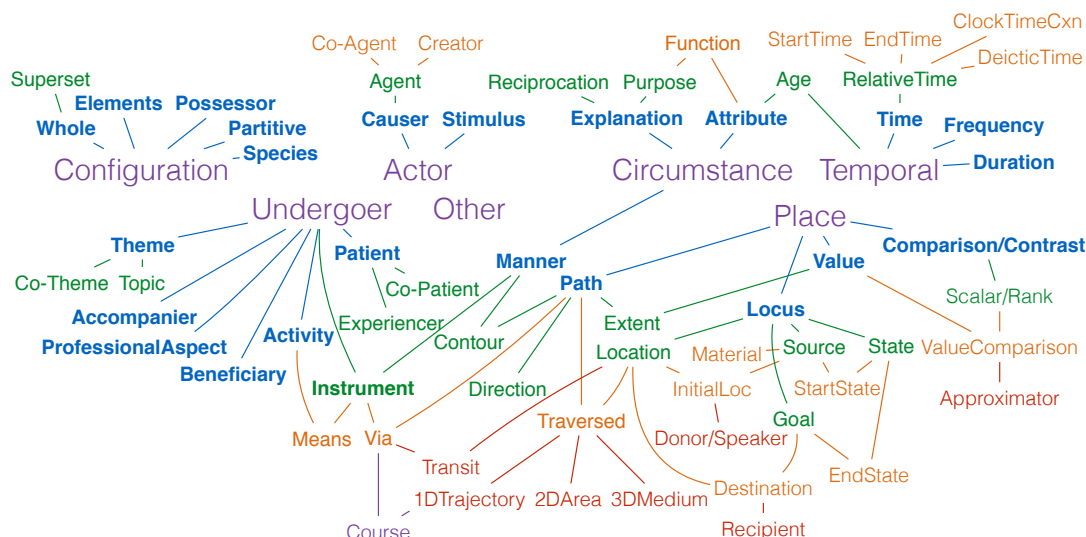 ClockTimeCxn
Co-Agent Creator Function StartTime EndTime
DeicticTime
Superset Agent Reciprocation Purpose Age RelativeTime
Elements Possessor
Whole Partitive Causer Stimulus Explanation Attribute Time Frequency
Species
Configuration Actor Circumstance Temporal Duration
Undergoer Other Place
Theme Patient Manner Value Comparison/Contrast
Co-Theme Topic Co-Patient Path Scalar/Rank
Accompanier Experiencer Extent Locus
ProfessionalAspect Activity Contour Location Material Source State ValueComparison
Beneficiary Instrument Direction InitialLoc StartState Approximator
Means Via Traversed Donor/Speaker Goal
Transit EndState
1DTrajectory 2DArea 3DMedium Destination
Course Recipient